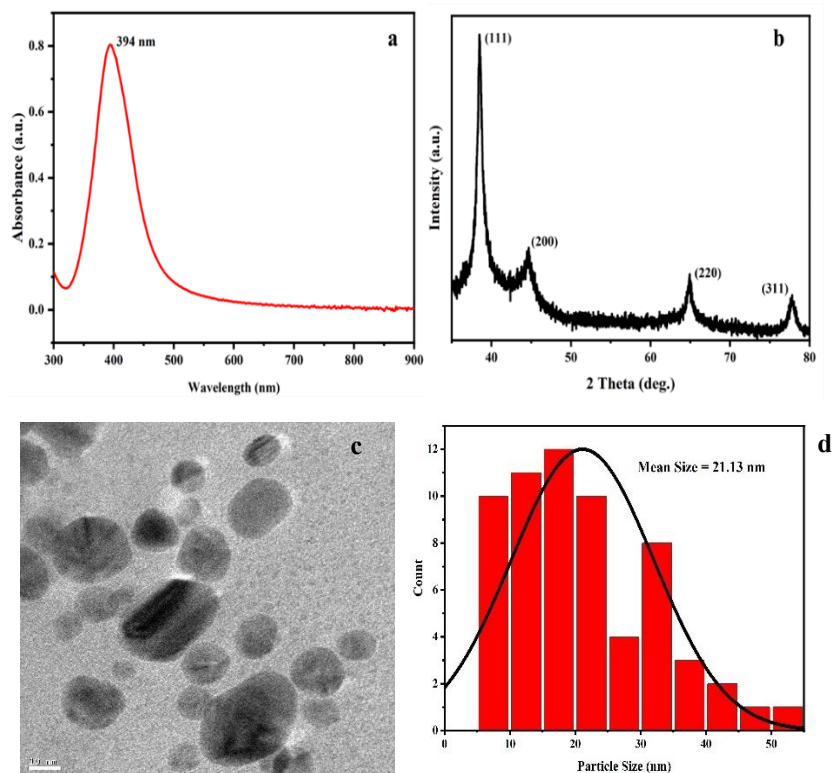 a
394 nm
0.8
0.6
0.4
0.2
0.0
Absorbance (a.u.)
300 400 500 600 700 800 900
Wavelength (nm)
b
(111)
(200)
(220)
(311)
Intensity (a.u.)
40 50 60 70 80
2 Theta (deg.)
c
d
Mean Size = 21.13 nm
12
10
8
6
4
2
0
Count
0 10 20 30 40 50
Particle Size (nm)